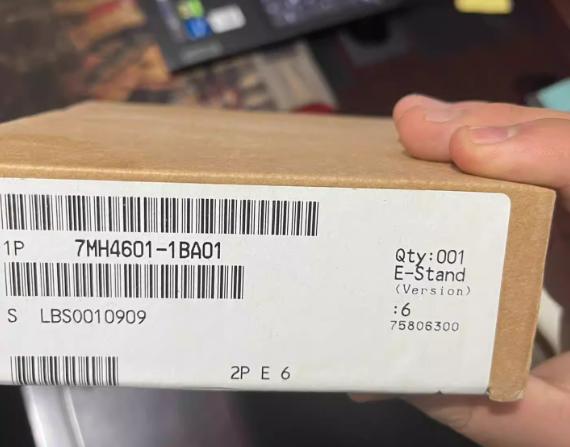 1P 7MH4601-1BA01
S LBS0010909
2P E 6
Qty:001
E-Stand
(Version)
:6
75806300